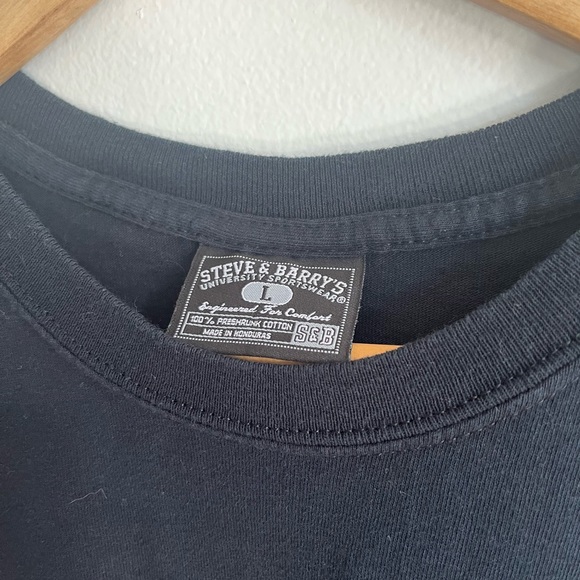 STEVE & BARRY'S
UNIVERSITY SPORTSWEAR®
L
Engineered For Comfort
100% PRESHRUNK COTTON
MADE IN HONDURAS
S&B